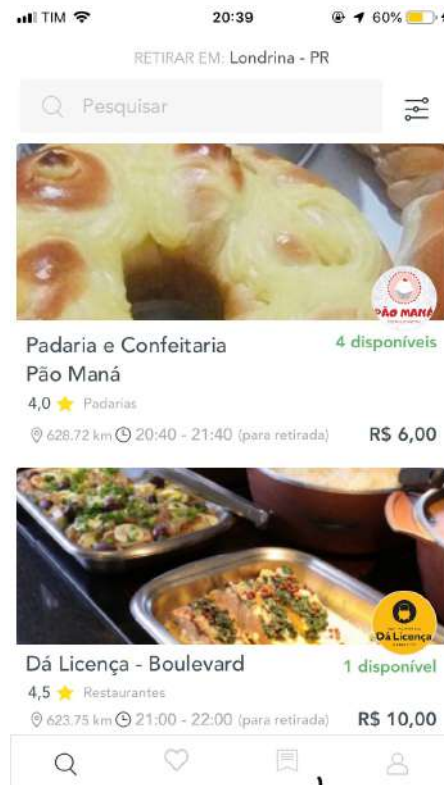 TIM 20:39 60%
RETIRAR EM: Londrina - PR
Pesquisar
PÃO MANÁ
Padaria e Confeitaria
Pão Maná
4 disponíveis
4,0 Padarias
628.72 km 20:40 - 21:40 (para retirada) R$ 6,00
Dá Licença
Dá Licença - Boulevard
1 disponível
4,5 Restaurantes
623.75 km 21:00 - 22:00 (para retirada) R$ 10,00